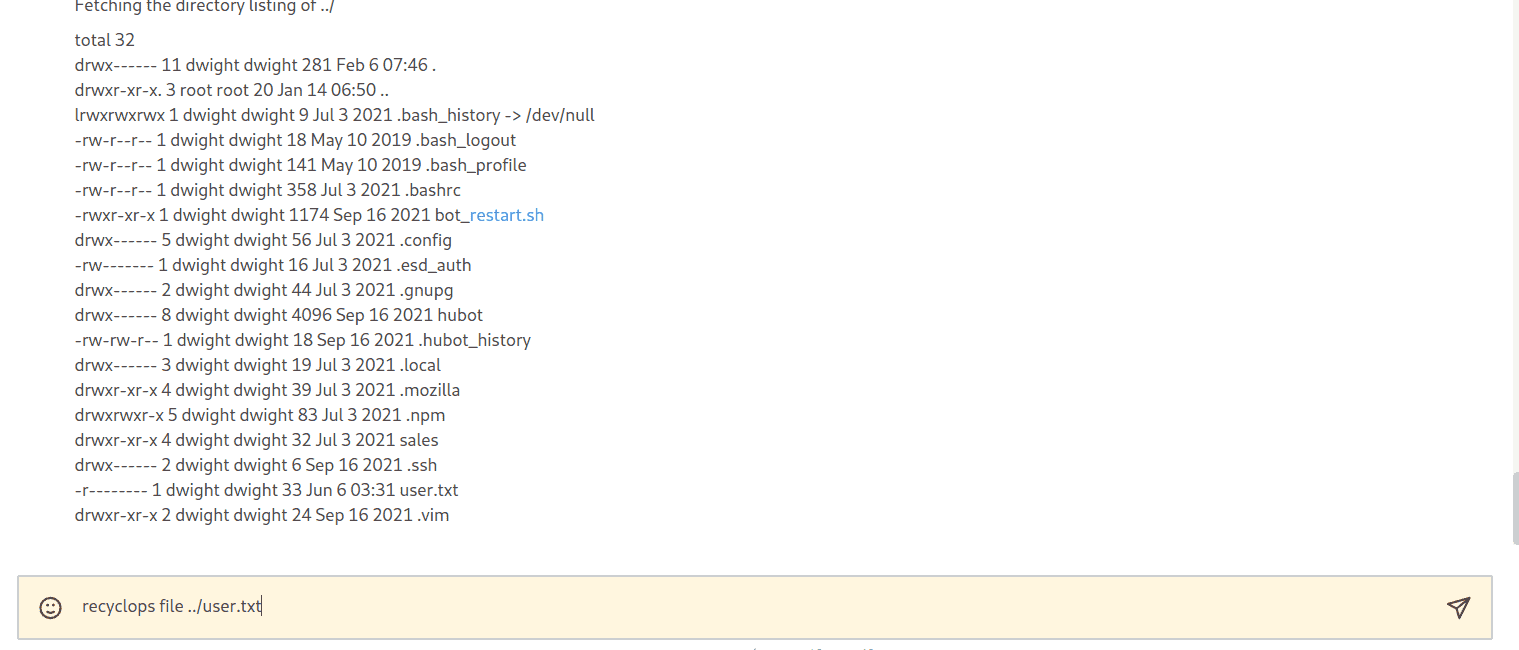 Fetching the directory listing of ../
total 32
drwx------ 11 dwight dwight 281 Feb 6 07:46 .
drwxr-xr-x. 3 root root 20 Jan 14 06:50 ..
lrwxrwxrwx 1 dwight dwight 9 Jul 3 2021 .bash_history -> /dev/null
-rw-r--r-- 1 dwight dwight 18 May 10 2019 .bash_logout
-rw-r--r-- 1 dwight dwight 141 May 10 2019 .bash_profile
-rw-r--r-- 1 dwight dwight 358 Jul 3 2021 .bashrc
-rwxr-xr-x 1 dwight dwight 1174 Sep 16 2021 bot_restart.sh
drwx------ 5 dwight dwight 56 Jul 3 2021 .config
-rw------- 1 dwight dwight 16 Jul 3 2021 .esd_auth
drwx------ 2 dwight dwight 44 Jul 3 2021 .gnupg
drwx------ 8 dwight dwight 4096 Sep 16 2021 hubot
-rw-rw-r-- 1 dwight dwight 18 Sep 16 2021 .hubot_history
drwx------ 3 dwight dwight 19 Jul 3 2021 .local
drwxr-xr-x 4 dwight dwight 39 Jul 3 2021 .mozilla
drwxrwxr-x 5 dwight dwight 83 Jul 3 2021 .npm
drwxr-xr-x 4 dwight dwight 32 Jul 3 2021 sales
drwx------ 2 dwight dwight 6 Sep 16 2021 .ssh
-r-------- 1 dwight dwight 33 Jun 6 03:31 user.txt
drwxr-xr-x 2 dwight dwight 24 Sep 16 2021 .vim
recyclops file ../user.txt